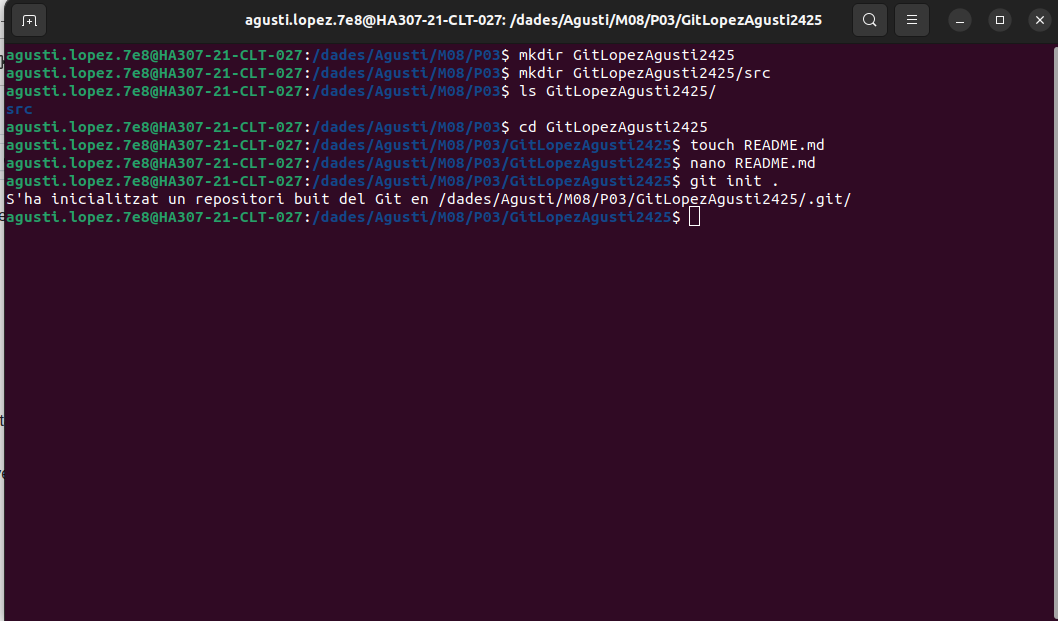 agusti.lopez.7e8@HA307-21-CLT-027: /dades/Agusti/M08/P03/GitLopezAgusti2425
agusti.lopez.7e8@HA307-21-CLT-027:/dades/Agusti/M08/P03$ mkdir GitLopezAgusti2425
agusti.lopez.7e8@HA307-21-CLT-027:/dades/Agusti/M08/P03$ mkdir GitLopezAgusti2425/src
agusti.lopez.7e8@HA307-21-CLT-027:/dades/Agusti/M08/P03$ ls GitLopezAgusti2425/
src
agusti.lopez.7e8@HA307-21-CLT-027:/dades/Agusti/M08/P03$ cd GitLopezAgusti2425
agusti.lopez.7e8@HA307-21-CLT-027:/dades/Agusti/M08/P03/GitLopezAgusti2425$ touch README.md
agusti.lopez.7e8@HA307-21-CLT-027:/dades/Agusti/M08/P03/GitLopezAgusti2425$ nano README.md
agusti.lopez.7e8@HA307-21-CLT-027:/dades/Agusti/M08/P03/GitLopezAgusti2425$ git init .
S'ha inicialitzat un repositori buit del Git en /dades/Agusti/M08/P03/GitLopezAgusti2425/.git/
agusti.lopez.7e8@HA307-21-CLT-027:/dades/Agusti/M08/P03/GitLopezAgusti2425$